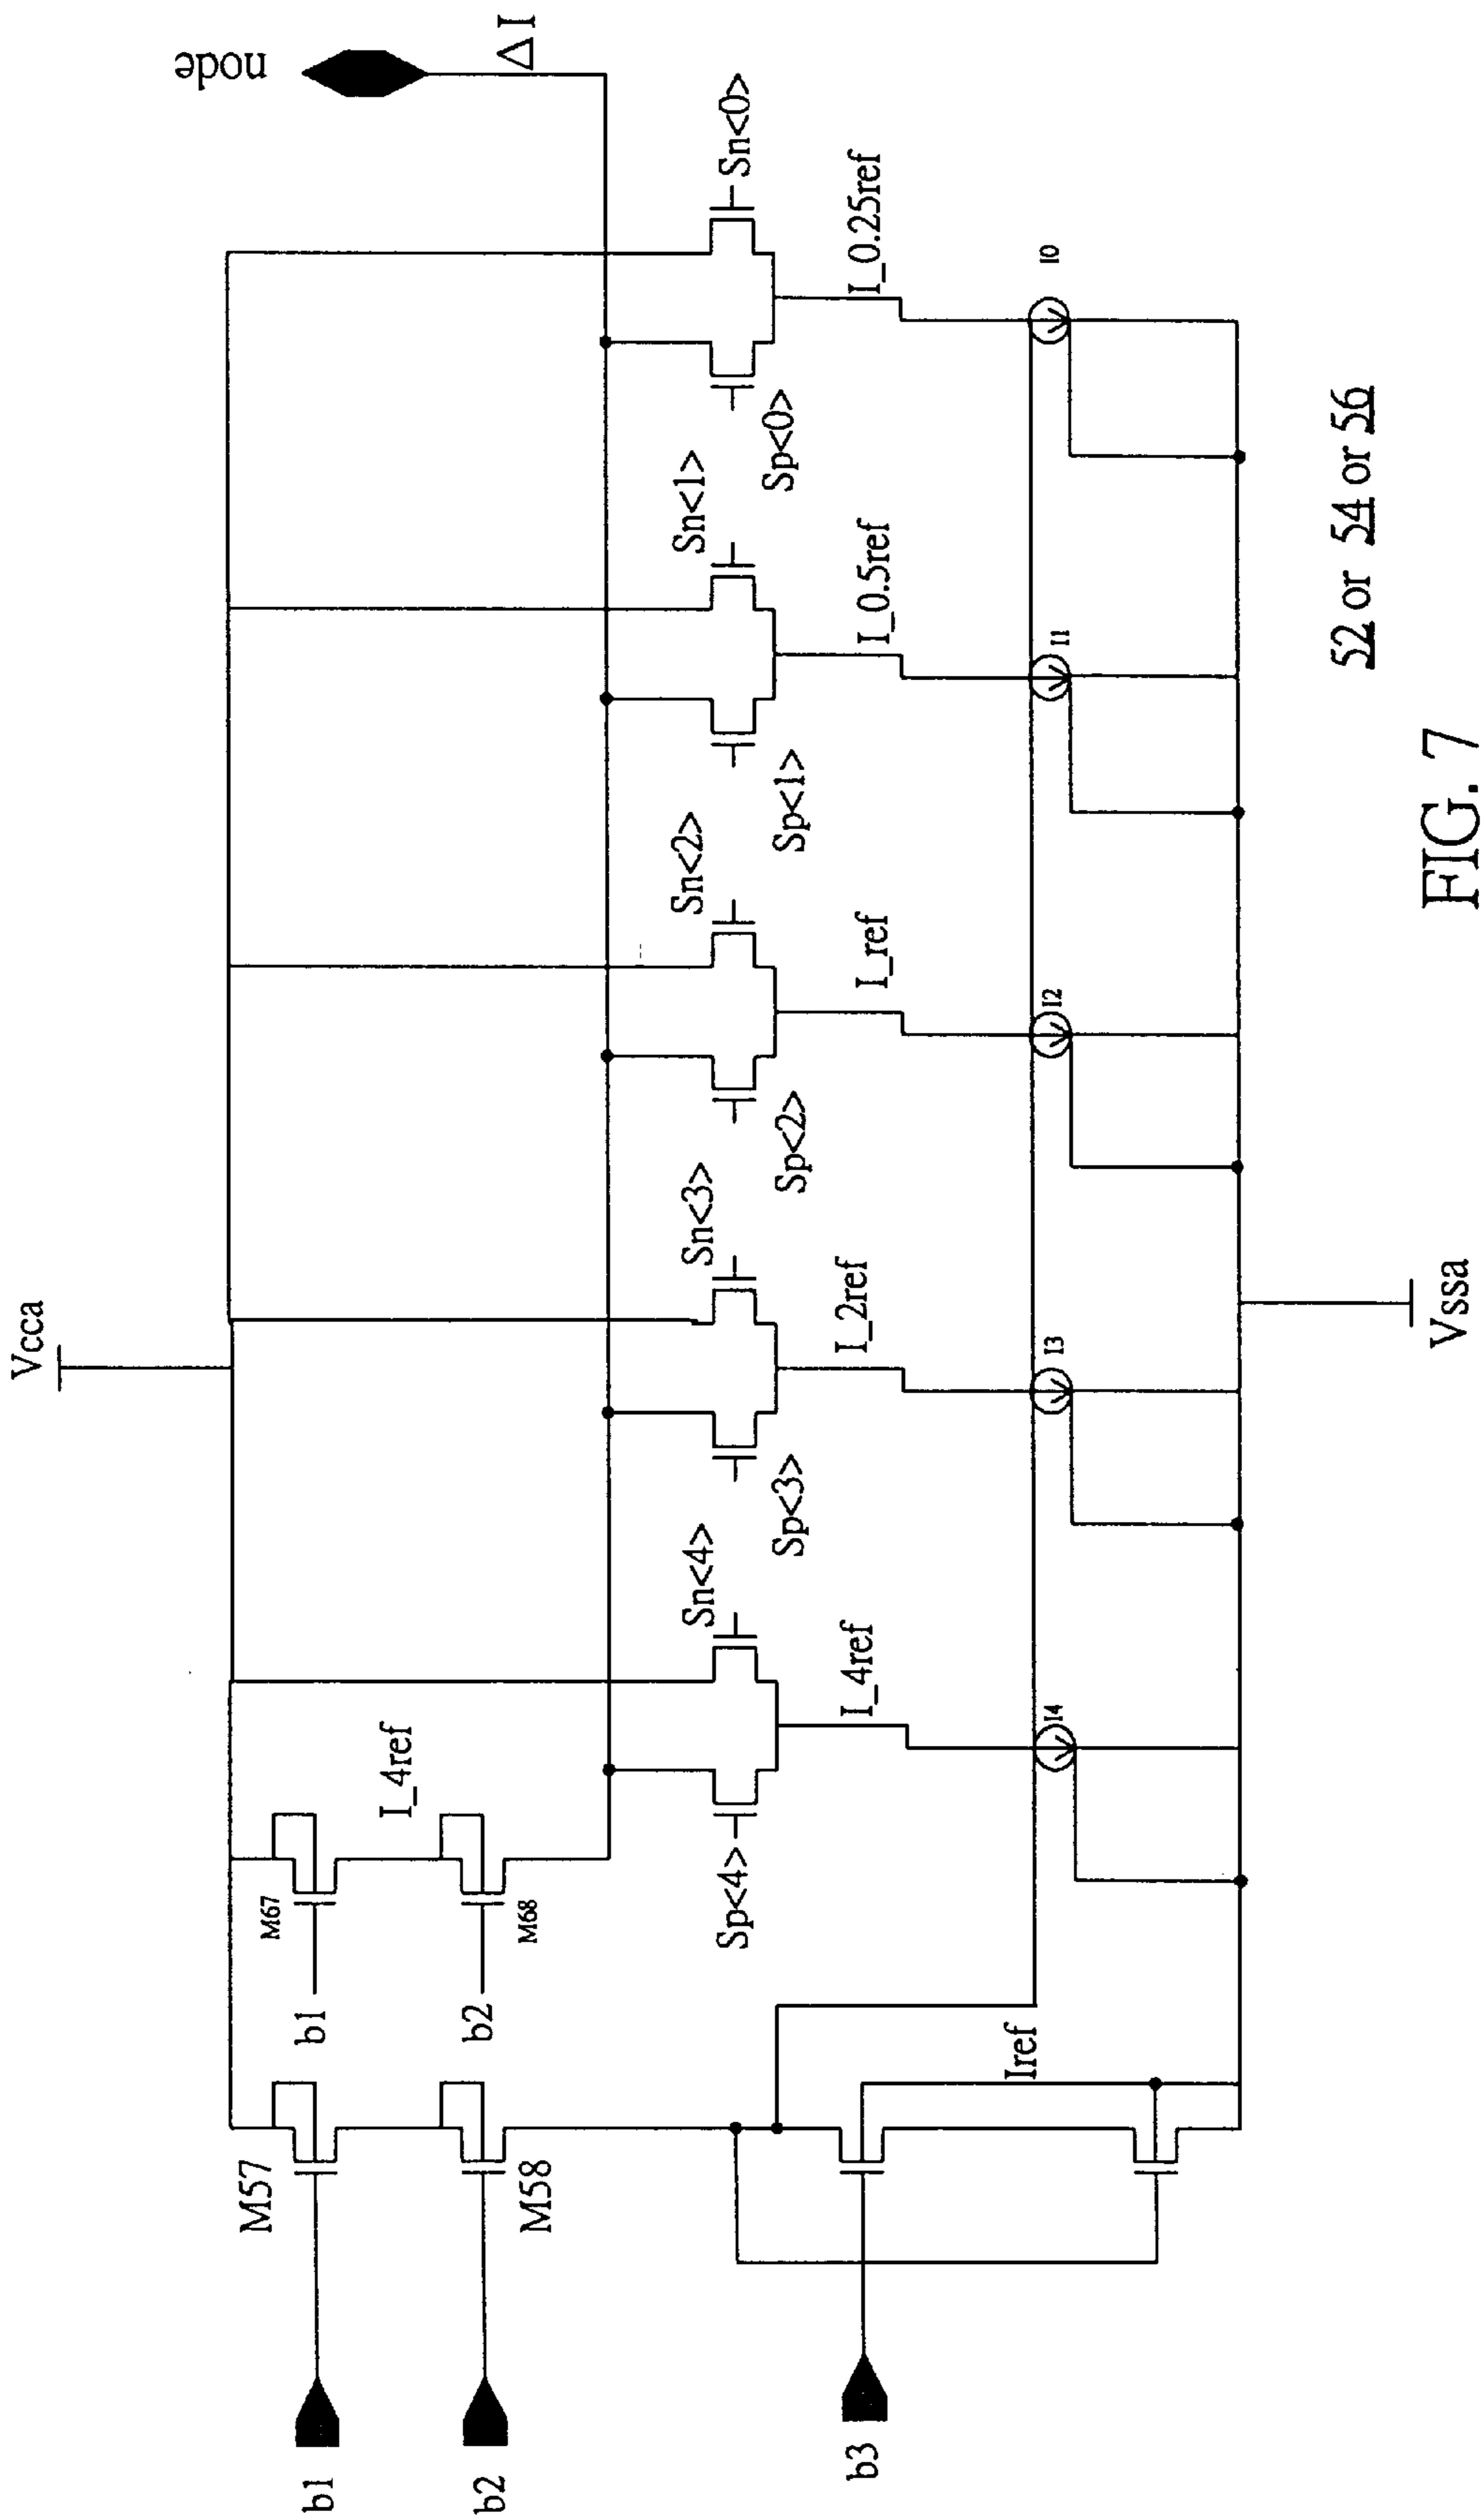 Vcca
node
ΔI
b1
M57
b1
M67
I_4ref
b2
M58
b2
M68
Sp<4>
Sn<4>
Sp<3>
Sn<3>
Sp<2>
Sn<2>
Sp<1>
Sn<1>
Sp<0>
Sn<0>
I_4ref
I_2ref
I_ref
I_0.5ref
I_0.25ref
b3
Iref
I4
I3
I2
I1
I0
Vssa
52 or 54 or 56
FIG. 7